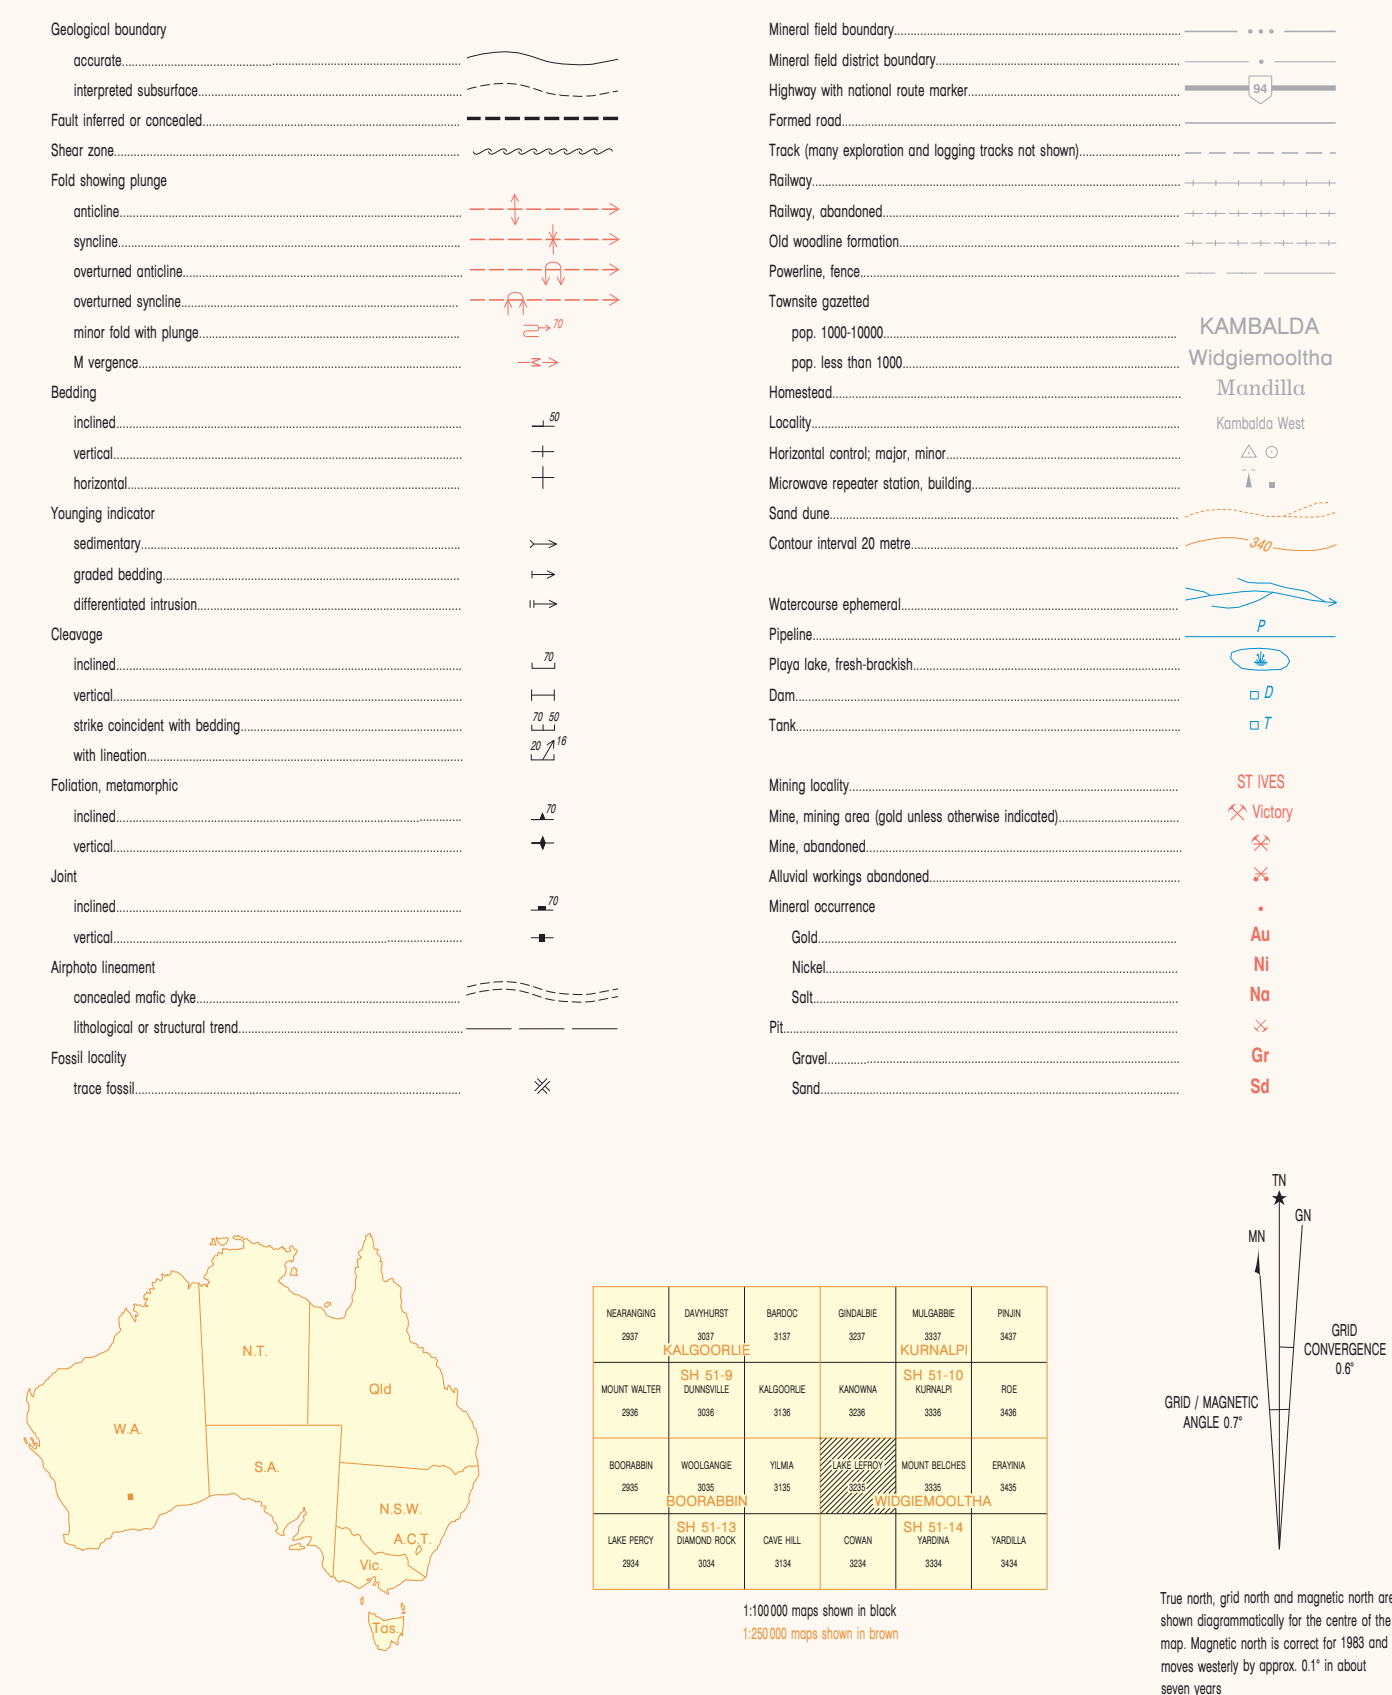 Geological boundary
accurate
interpreted subsurface
Fault inferred or concealed
Shear zone
Fold showing plunge
anticline
syncline
overturned anticline
overturned syncline
minor fold with plunge 70
M vergence M
Bedding
inclined 50
vertical
horizontal
Younging indicator
sedimentary
graded bedding
differentiated intrusion
Cleavage
inclined 70
vertical
strike coincident with bedding 70 50
with lineation 20 16
Foliation, metamorphic
inclined 70
vertical
Joint
inclined 70
vertical
Airphoto lineament
concealed mafic dyke
lithological or structural trend
Fossil locality
trace fossil
Mineral field boundary
Mineral field district boundary
Highway with national route marker 94
Formed road
Track (many exploration and logging tracks not shown)
Railway
Railway, abandoned
Old woodline formation
Powerline, fence
Townsite gazetted
pop. 1000-10000 KAMBALDA
pop. less than 1000 Widgiemooltha
Homestead Mandilla
Locality Kambalda West
Horizontal control; major, minor
Microwave repeater station, building
Sand dune
Contour interval 20 metre 340
Watercourse ephemeral
Pipeline P
Playa lake, fresh-brackish
Dam D
Tank T
Mining locality ST IVES
Mine, mining area (gold unless otherwise indicated) Victory
Mine, abandoned
Alluvial workings abandoned
Mineral occurrence
Gold Au
Nickel Ni
Salt Na
Pit
Gravel Gr
Sand Sd
N.T.
Qld
W.A.
S.A.
N.S.W.
A.C.T.
Vic.
Tas.
NEARANGING DAVYHURST BARDOC GINDALBIE MULGABBIE PINJIN
2937 3037 3137 3237 3337 3437
KALGOORLIE KURNALPI
SH 51-9 SH 51-10
MOUNT WALTER DUNNSVILLE KALGOORLIE KANOWNA KURNALPI ROE
2936 3036 3136 3236 3336 3436
BOORABBIN WOOLGANGIE YILMIA LAKE LEFROY MOUNT BELCHES ERAYINIA
2935 3035 3135 3235 3335 3435
BOORABBIN WIDGIEMOOLTHA
SH 51-13 SH 51-14
LAKE PERCY DIAMOND ROCK CAVE HILL COWAN YARDINA YARDILLA
2934 3034 3134 3234 3334 3434
1:100 000 maps shown in black
1:250 000 maps shown in brown
TN
GN
MN
GRID
CONVERGENCE
0.6°
GRID / MAGNETIC
ANGLE 0.7°
True north, grid north and magnetic north are
shown diagrammatically for the centre of the
map. Magnetic north is correct for 1983 and
moves westerly by approx. 0.1° in about
seven years